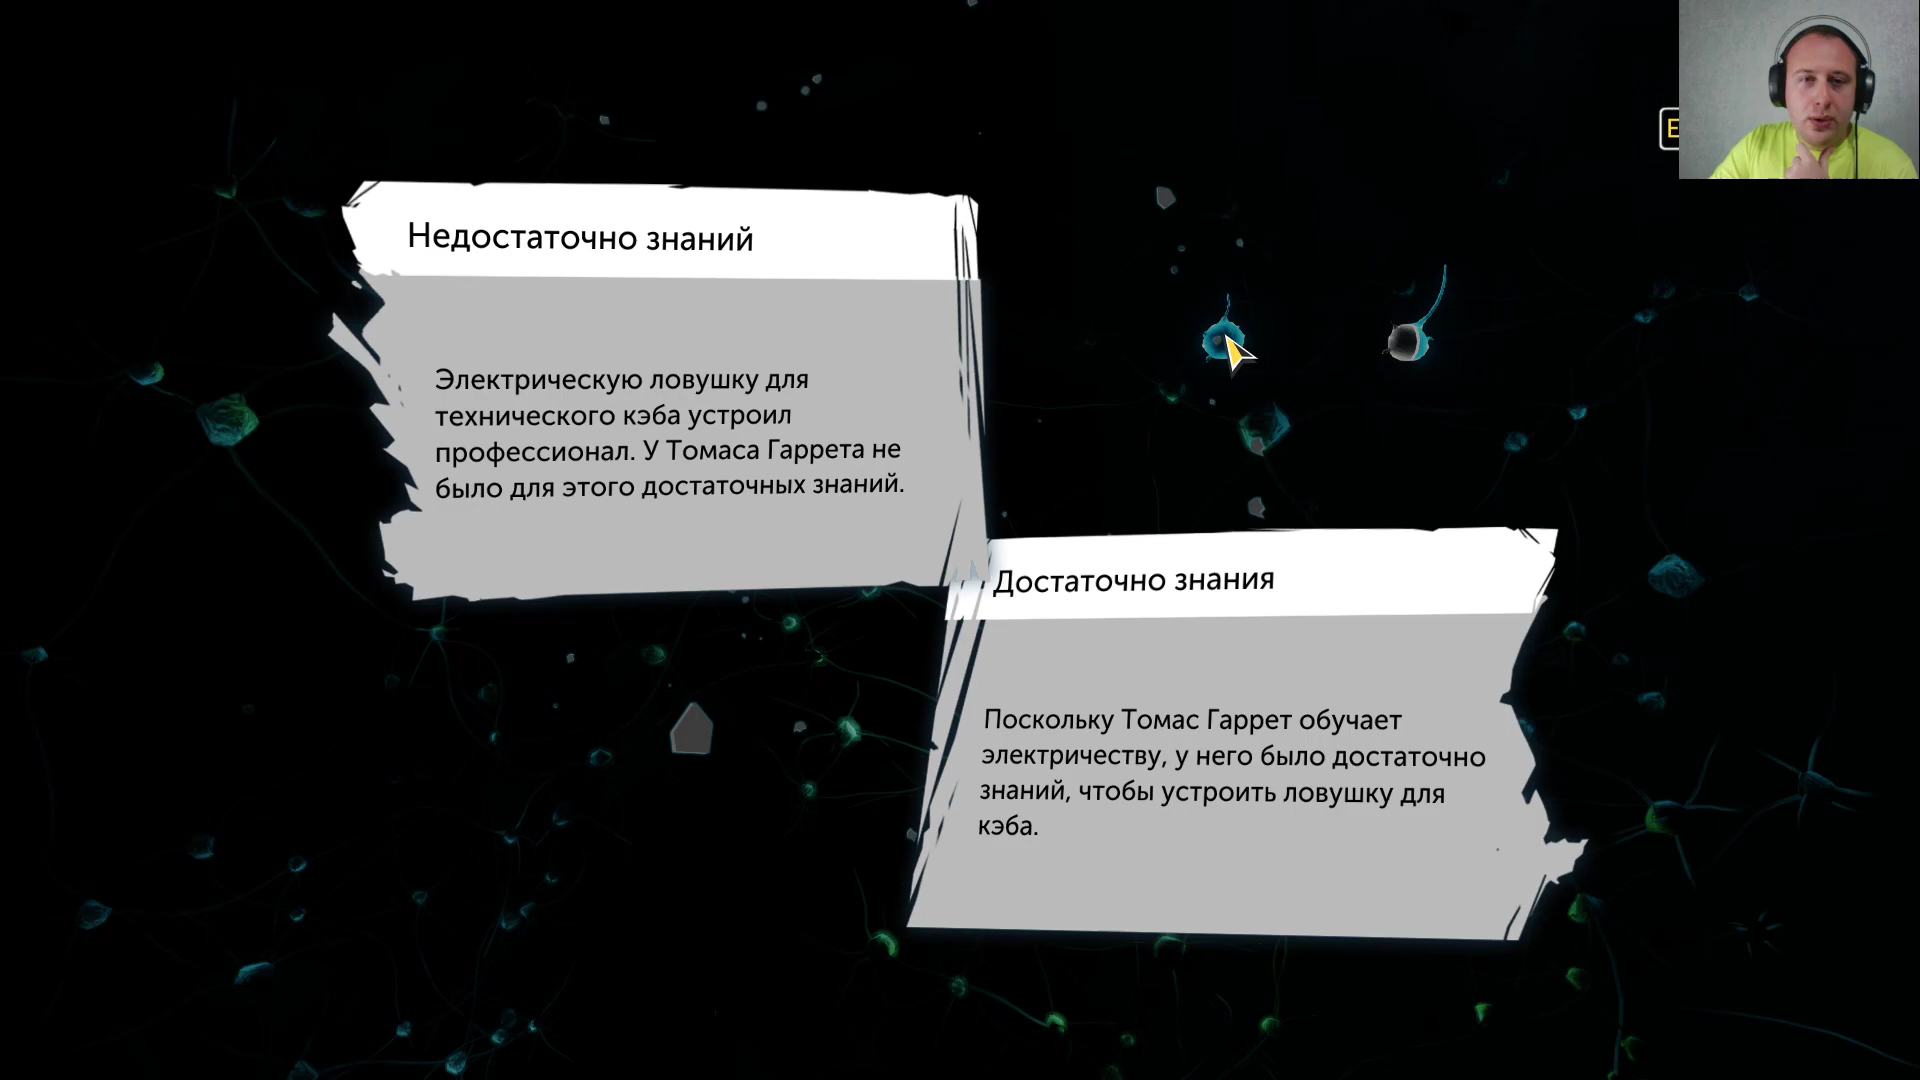 E
Недостаточно знаний
Электрическую ловушку для
технического кэба устроил
профессионал. У Томаса Гаррета не
было для этого достаточных знаний.
Достаточно знания
Поскольку Томас Гаррет обучает
электричеству, у него было достаточно
знаний, чтобы устроить ловушку для
кэба.